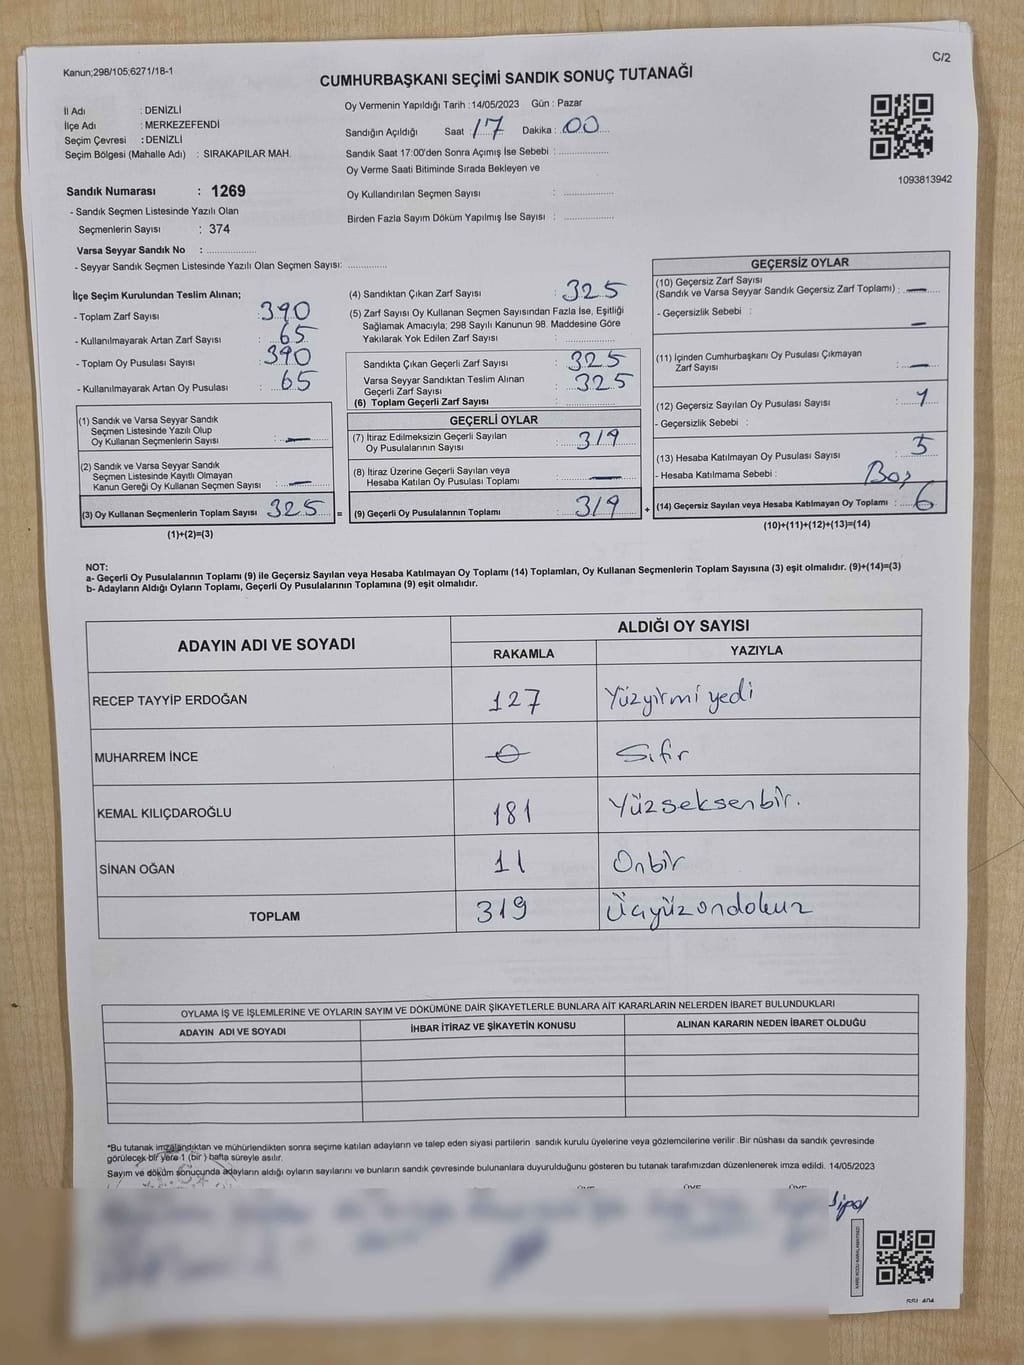 Kanun;298/105;6271/18-1
C/2
CUMHURBAŞKANI SEÇİMİ SANDIK SONUÇ TUTANAĞI
İl Adı : DENİZLİ
İlçe Adı : MERKEZEFENDİ
Seçim Çevresi : DENİZLİ
Seçim Bölgesi (Mahalle Adı) : SIRAKAPILAR MAH.
Sandık Numarası : 1269
- Sandık Seçmen Listesinde Yazılı Olan
Seçmenlerin Sayısı : 374
Varsa Seyyar Sandık No : ..............
- Seyyar Sandık Seçmen Listesinde Yazılı Olan Seçmen Sayısı: ............
Oy Vermenin Yapıldığı Tarih : 14/05/2023 Gün : Pazar
Sandığın Açıldığı Saat : 17 Dakika : 00
Sandık Saat 17:00'den Sonra Açımış İse Sebebi : ..............
Oy Verme Saati Bitiminde Sırada Bekleyen ve
Oy Kullandırılan Seçmen Sayısı : ..............
Birden Fazla Sayım Döküm Yapılmış İse Sayısı : ..............
1093813942
İlçe Seçim Kurulundan Teslim Alınan;
- Toplam Zarf Sayısı : 390
- Kullanılmayarak Artan Zarf Sayısı : 65
- Toplam Oy Pusulası Sayısı : 390
- Kullanılmayarak Artan Oy Pusulası : 65
(1) Sandık ve Varsa Seyyar Sandık
Seçmen Listesinde Yazılı Olup
Oy Kullanan Seçmenlerin Sayısı : —
(2) Sandık ve Varsa Seyyar Sandık
Seçmen Listesinde Kayıtlı Olmayan
Kanun Gereği Oy Kullanan Seçmen Sayısı : —
(3) Oy Kullanan Seçmenlerin Toplam Sayısı : 325
(1)+(2)=(3)
=
(4) Sandıktan Çıkan Zarf Sayısı : 325
(5) Zarf Sayısı Oy Kullanan Seçmen Sayısından Fazla İse, Eşitliği
Sağlamak Amacıyla; 298 Sayılı Kanunun 98. Maddesine Göre
Yakılarak Yok Edilen Zarf Sayısı : ..............
Sandıkta Çıkan Geçerli Zarf Sayısı : 325
Varsa Seyyar Sandıktan Teslim Alınan
Geçerli Zarf Sayısı : 325
(6) Toplam Geçerli Zarf Sayısı : ..............
GEÇERLİ OYLAR
(7) İtiraz Edilmeksizin Geçerli Sayılan
Oy Pusulasının Sayısı : 319
(8) İtiraz Üzerine Geçerli Sayılan veya
Hesaba Katılan Oy Pusulası Toplamı : —
(9) Geçerli Oy Pusulalarının Toplamı : 319
+
GEÇERSİZ OYLAR
(10) Geçersiz Zarf Sayısı
(Sandık ve Varsa Seyyar Sandık Geçersiz Zarf Toplamı) : —
- Geçersizlik Sebebi : —
(11) İçinden Cumhurbaşkanı Oy Pusulası Çıkmayan
Zarf Sayısı : —
(12) Geçersiz Sayılan Oy Pusulası Sayısı : 1
- Geçersizlik Sebebi :
(13) Hesaba Katılmayan Oy Pusulası Sayısı : 5
- Hesaba Katılmama Sebebi : Boş
(14) Geçersiz Sayılan veya Hesaba Katılmayan Oy Toplamı : 6
(10)+(11)+(12)+(13)=(14)
NOT:
a- Geçerli Oy Pusulalarının Toplamı (9) ile Geçersiz Sayılan veya Hesaba Katılmayan Oy Toplamı (14) Toplamları, Oy Kullanan Seçmenlerin Toplam Sayısına (3) eşit olmalıdır. (9)+(14)=(3)
b- Adayların Aldığı Oyların Toplamı, Geçerli Oy Pusulalarının Toplamına (9) eşit olmalıdır.
ADAYIN ADI VE SOYADI ALDIĞI OY SAYISI
RAKAMLA YAZIYLA
RECEP TAYYİP ERDOĞAN 127 Yüzyirmi yedi
MUHARREM İNCE 0 Sıfır
KEMAL KILIÇDAROĞLU 181 Yüzseksenbir.
SİNAN OĞAN 11 Onbir
TOPLAM 319 Üçyüzondokuz
OYLAMA İŞ VE İŞLEMLERİNE VE OYLARIN SAYIM VE DÖKÜMÜNE DAİR ŞİKAYETLERLE BUNLARA AİT KARARLARIN NELERDEN İBARET BULUNDUKLARI
ADAYIN ADI VE SOYADI İHBAR İTİRAZ VE ŞİKAYETİN KONUSU ALINAN KARARIN NEDEN İBARET OLDUĞU
*Bu tutanak imzalandıktan ve mühürlendikten sonra seçime katılan adayların ve talep eden siyasi partilerin sandık kurulu üyelerine veya gözlemcilerine verilir .Bir nüshası da sandık çevresinde
görülecek bir yere 1 (bir ) hafta süreyle asılır.
Sayım ve döküm sonucunda adayların aldığı oyların sayılarını ve bunların sandık çevresinde bulunanlara duyurulduğunu gösteren bu tutanak tarafımızdan düzenlenerek imza edildi. 14/05/2023
ÜYE ÜYE ÜYE